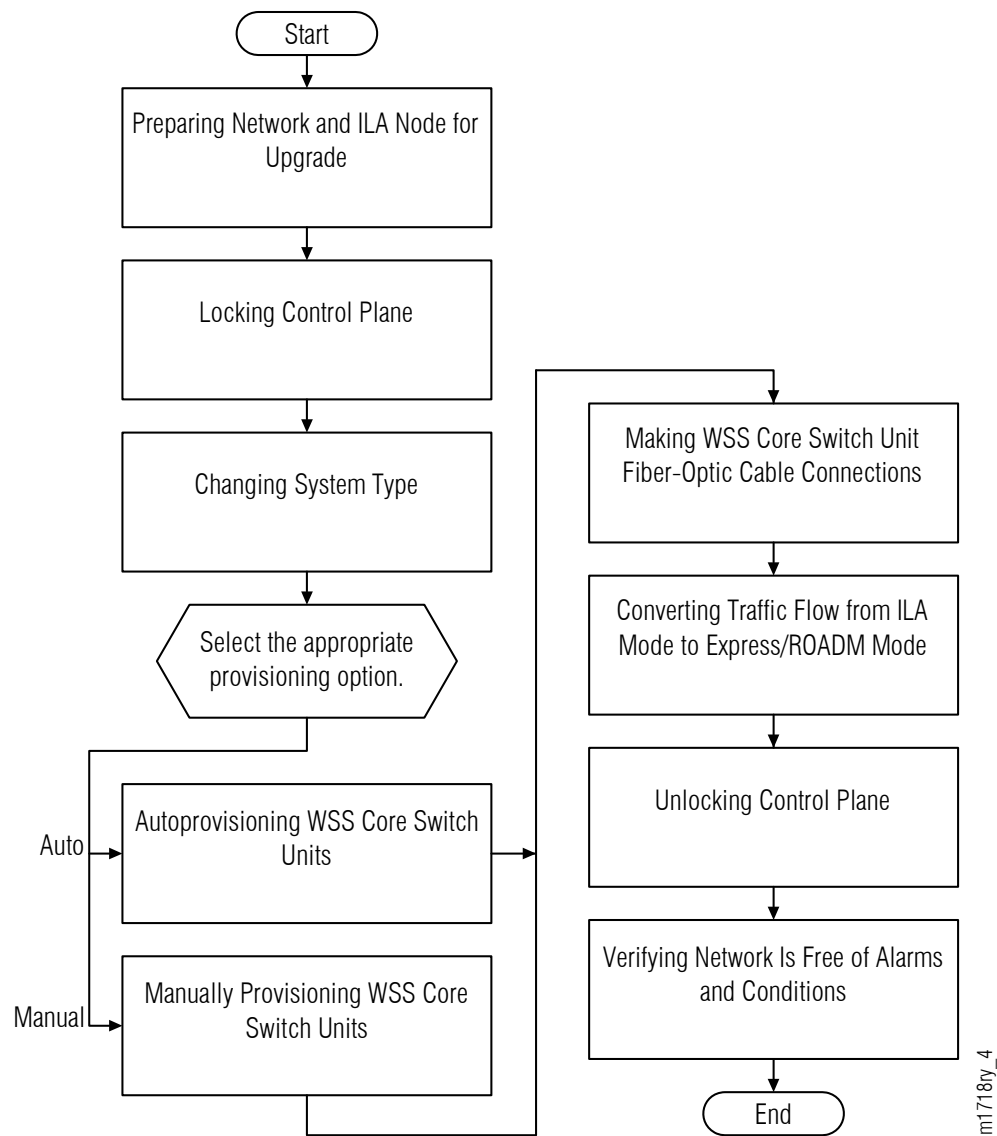 Start
Preparing Network and ILA Node for
Upgrade
Locking Control Plane
Changing System Type
Select the appropriate
provisioning option.
Auto
Autoprovisioning WSS Core Switch
Units
Manual
Manually Provisioning WSS Core
Switch Units
Making WSS Core Switch Unit
Fiber-Optic Cable Connections
Converting Traffic Flow from ILA
Mode to Express/ROADM Mode
Unlocking Control Plane
Verifying Network Is Free of Alarms
and Conditions
End
m1718ry_4